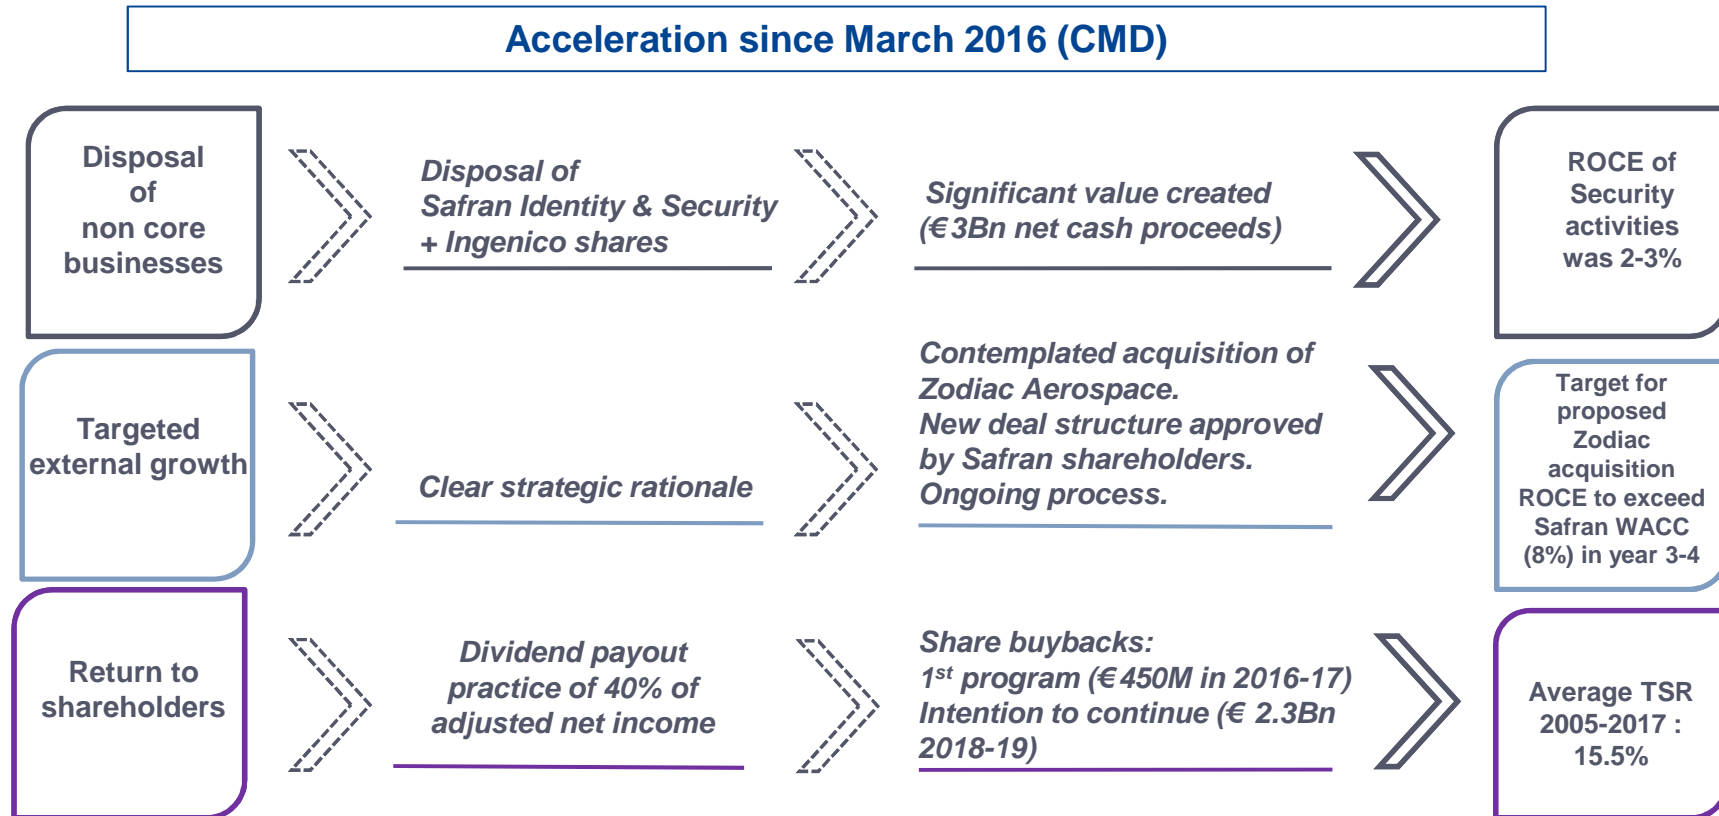 Acceleration since March 2016 (CMD)
Disposal
of
non core
businesses
Disposal of
Safran Identity & Security
+ Ingenico shares
Significant value created
(€3Bn net cash proceeds)
ROCE of
Security
activities
was 2-3%
Targeted
external growth
Clear strategic rationale
Contemplated acquisition of
Zodiac Aerospace.
New deal structure approved
by Safran shareholders.
Ongoing process.
Target for
proposed
Zodiac
acquisition
ROCE to exceed
Safran WACC
(8%) in year 3-4
Return to
shareholders
Dividend payout
practice of 40% of
adjusted net income
Share buybacks:
1st program (€450M in 2016-17)
Intention to continue (€ 2.3Bn
2018-19)
Average TSR
2005-2017 :
15.5%